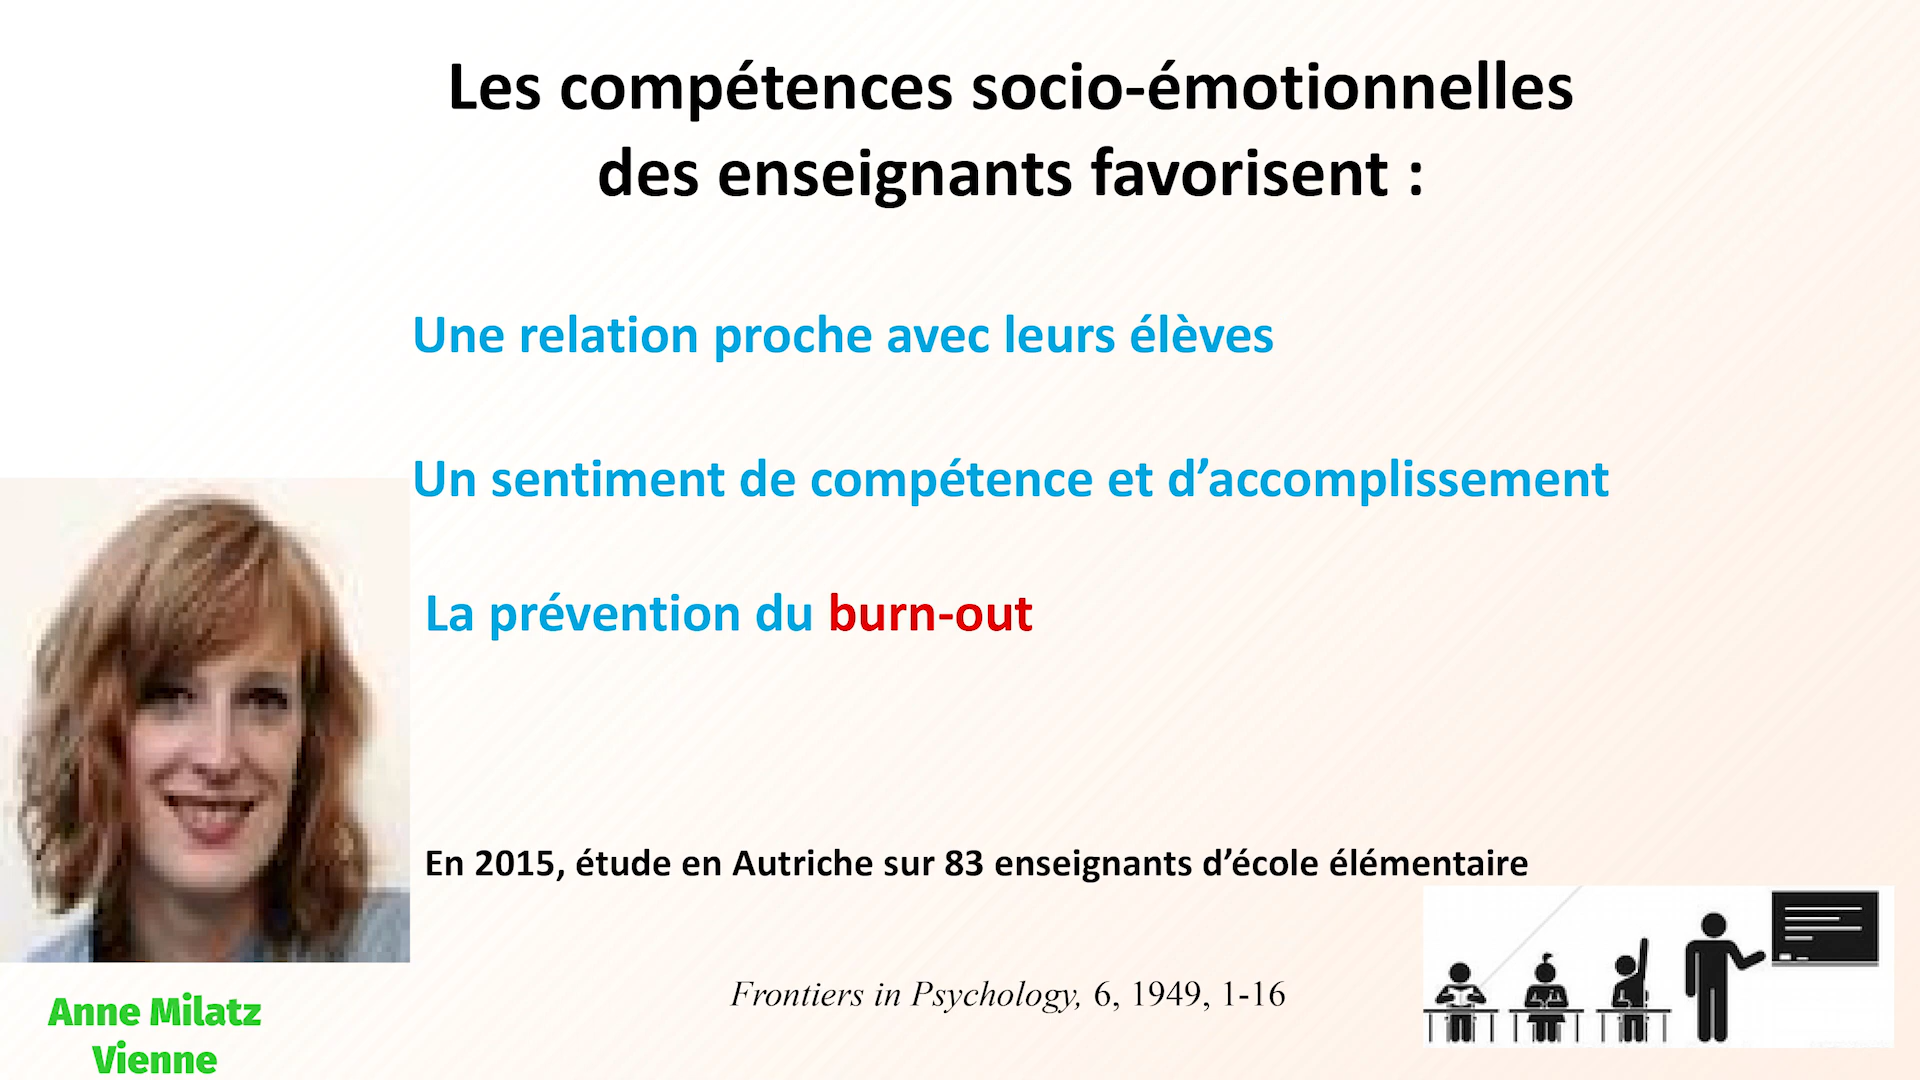 Les compétences socio-émotionnelles
des enseignants favorisent :
Une relation proche avec leurs élèves
Un sentiment de compétence et d’accomplissement
La prévention du burn-out
En 2015, étude en Autriche sur 83 enseignants d’école élémentaire
Frontiers in Psychology, 6, 1949, 1-16
Anne Milatz
Vienne